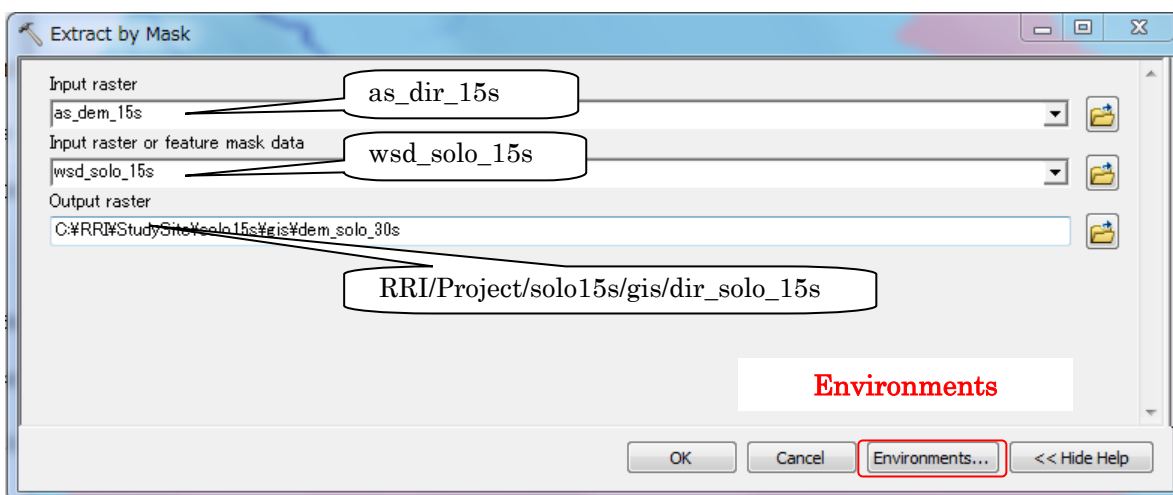 Extract by Mask
Input raster
as_dir_15s
as_dem_15s
Input raster or feature mask data
wsd_solo_15s
wsd_solo_15s
Output raster
C:¥RRI¥StudySite¥solo15s¥gis¥dem_solo_30s
RRI/Project/solo15s/gis/dir_solo_15s
Environments
OK
Cancel
Environments...
<< Hide Help